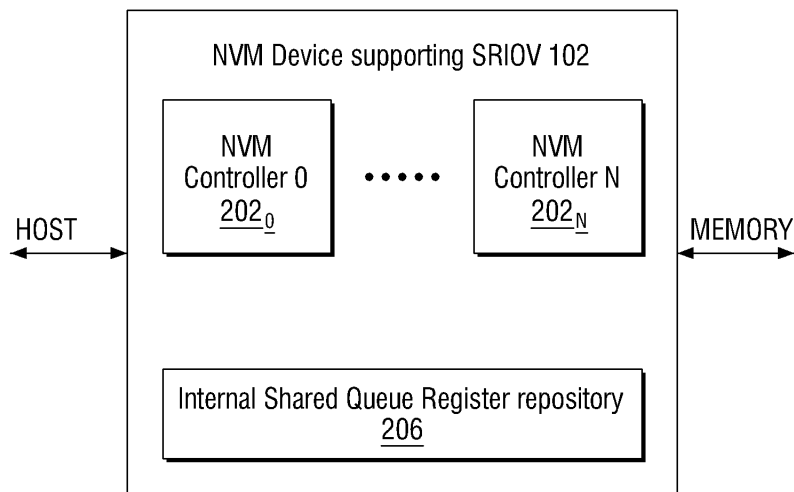 NVM Device supporting SRIOV 102
NVM
Controller 0
202₀
NVM
Controller N
202N
HOST
MEMORY
Internal Shared Queue Register repository
206